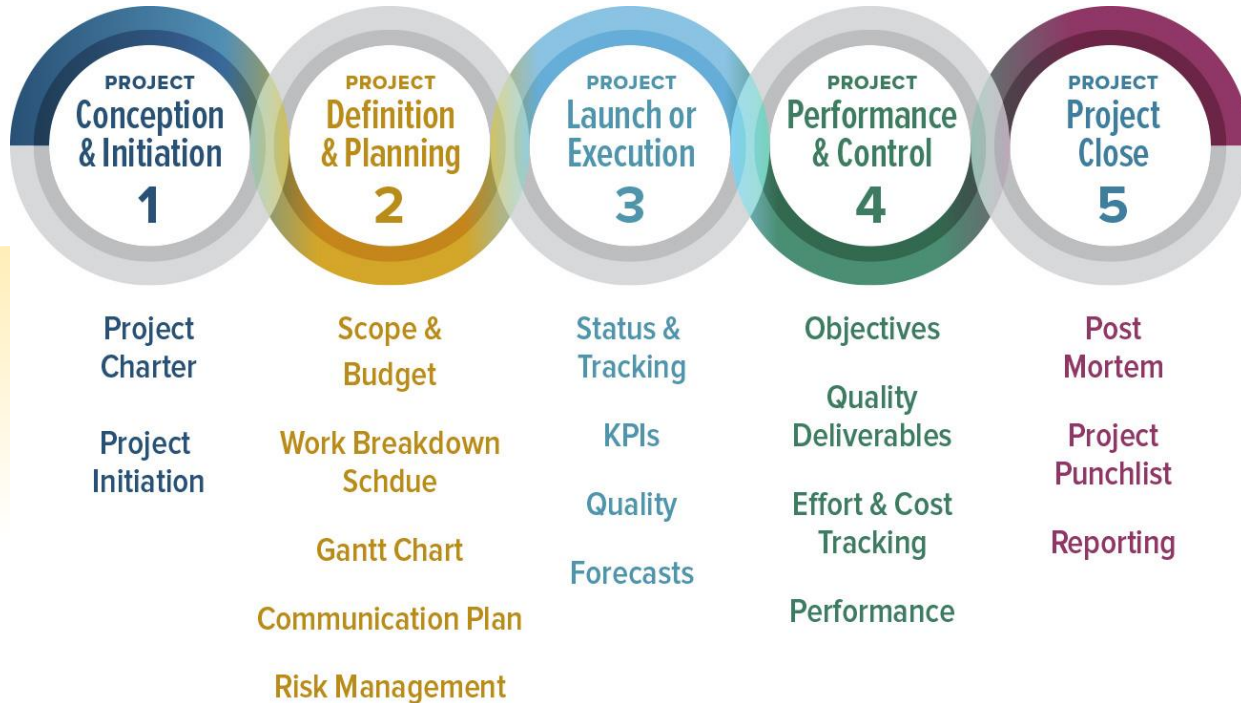 PROJECT
Conception
& Initiation
1
PROJECT
Definition
& Planning
2
PROJECT
Launch or
Execution
3
PROJECT
Performance
& Control
4
PROJECT
Project
Close
5
Project
Charter
Project
Initiation
Scope &
Budget
Work Breakdown
Schdue
Gantt Chart
Communication Plan
Risk Management
Status &
Tracking
KPIs
Quality
Forecasts
Objectives
Quality
Deliverables
Effort & Cost
Tracking
Performance
Post
Mortem
Project
Punchlist
Reporting